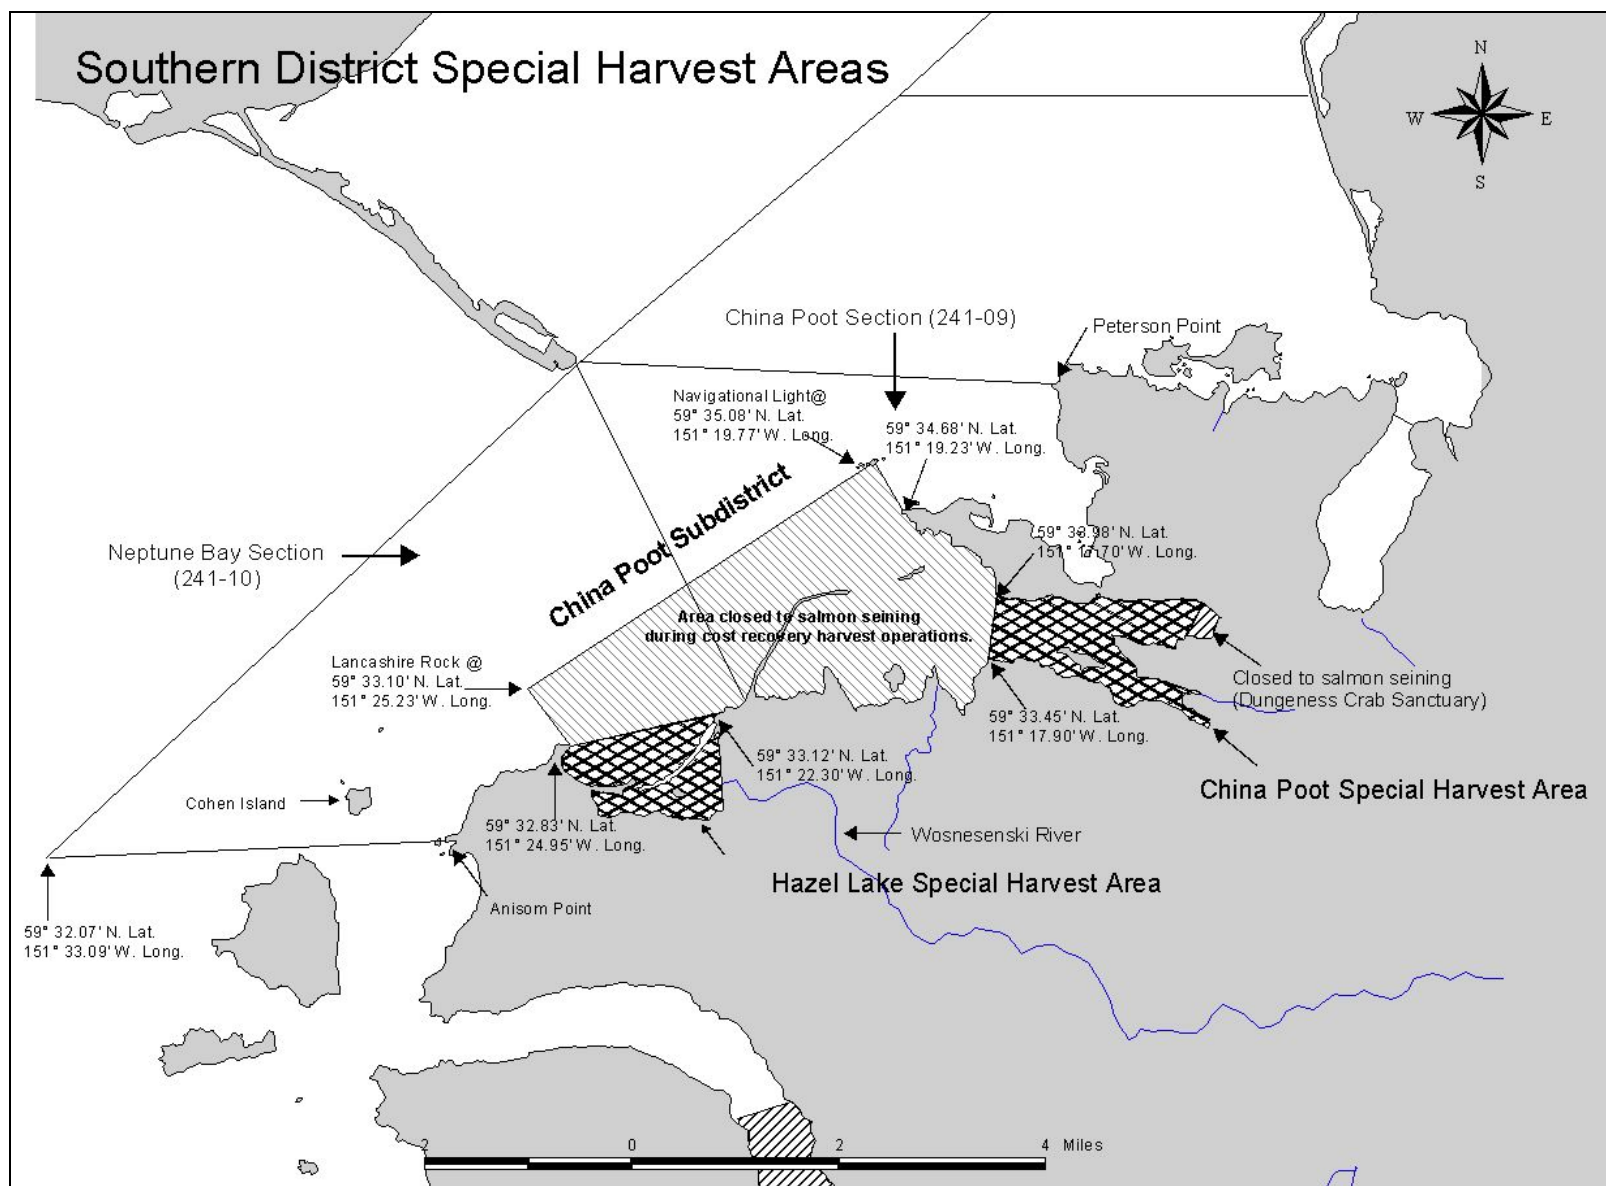 Southern District Special Harvest Areas
N
W
E
S
China Poot Section (241-09)
Peterson Point
Navigational Light@
59° 35.08' N. Lat.
151° 19.77' W. Long.
59° 34.68' N. Lat.
151° 19.23' W. Long.
China Poot Subdistrict
59° 33.98' N. Lat.
151° 17.70' W. Long.
Neptune Bay Section
(241-10)
Area closed to salmon seining
during cost recovery harvest operations.
Lancashire Rock @
59° 33.10' N. Lat.
151° 25.23' W. Long.
Closed to salmon seining
(Dungeness Crab Sanctuary)
59° 33.45' N. Lat.
151° 17.90' W. Long.
59° 33.12' N. Lat.
151° 22.30' W. Long.
China Poot Special Harvest Area
Cohen Island
59° 32.83' N. Lat.
151° 24.95' W. Long.
Wosnesenski River
Hazel Lake Special Harvest Area
Anisom Point
59° 32.07' N. Lat.
151° 33.09' W. Long.
2 0 2 4 Miles